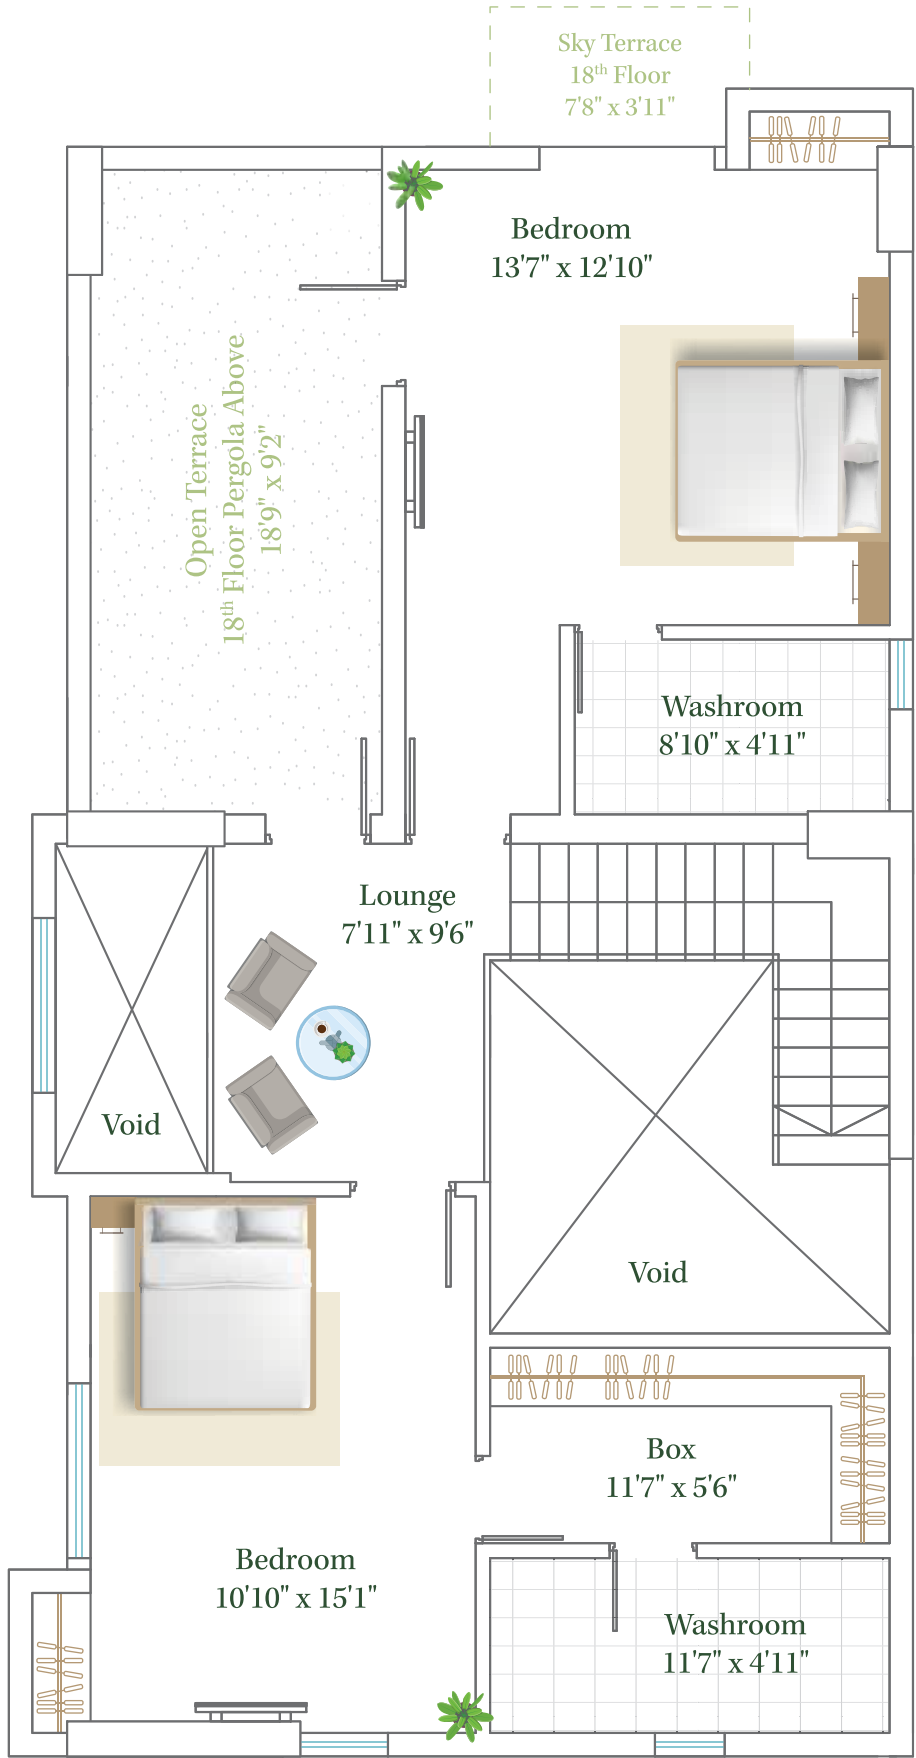 Sky Terrace
18th Floor
7'8" x 3'11"
Bedroom
13'7" x 12'10"
Open Terrace
18th Floor Pergola Above
18'9" x 9'2"
Washroom
8'10" x 4'11"
Lounge
7'11" x 9'6"
Void
Void
Box
11'7" x 5'6"
Bedroom
10'10" x 15'1"
Washroom
11'7" x 4'11"